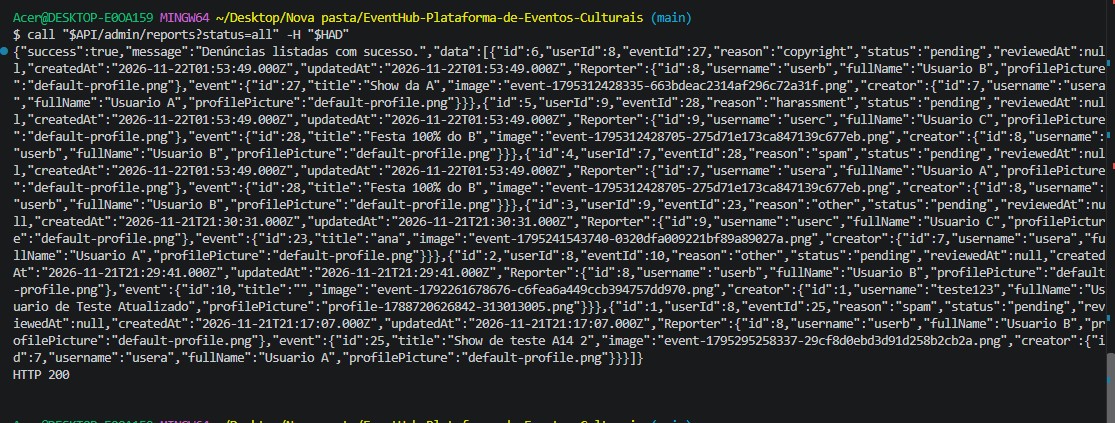 Acer@DESKTOP-E0OA159 MINGW64 ~/Desktop/Nova pasta/EventHub-Plataforma-de-Eventos-Culturais (main)
$ call "$API/admin/reports?status=all" -H "$HAD"
{"success":true,"message":"Denúncias listadas com sucesso.","data":[{"id":6,"userId":8,"eventId":27,"reason":"copyright","status":"pending","reviewedAt":nul
l,"createdAt":"2026-11-22T01:53:49.000Z","updatedAt":"2026-11-22T01:53:49.000Z","Reporter":{"id":8,"username":"userb","fullName":"Usuario B","profilePicture
":"default-profile.png"},"event":{"id":27,"title":"Show da A","image":"event-1795312428335-663bdeac2314af296c72a31f.png","creator":{"id":7,"username":"usera
","fullName":"Usuario A","profilePicture":"default-profile.png"}}},{"id":5,"userId":9,"eventId":28,"reason":"harassment","status":"pending","reviewedAt":nul
l,"createdAt":"2026-11-22T01:53:49.000Z","updatedAt":"2026-11-22T01:53:49.000Z","Reporter":{"id":9,"username":"userc","fullName":"Usuario C","profilePicture
":"default-profile.png"},"event":{"id":28,"title":"Festa 100% do B","image":"event-1795312428705-275d71e173ca847139c677eb.png","creator":{"id":8,"username":
"userb","fullName":"Usuario B","profilePicture":"default-profile.png"}}},{"id":4,"userId":7,"eventId":28,"reason":"spam","status":"pending","reviewedAt":nul
l,"createdAt":"2026-11-22T01:53:49.000Z","updatedAt":"2026-11-22T01:53:49.000Z","Reporter":{"id":7,"username":"usera","fullName":"Usuario A","profilePicture
":"default-profile.png"},"event":{"id":28,"title":"Festa 100% do B","image":"event-1795312428705-275d71e173ca847139c677eb.png","creator":{"id":8,"username":
"userb","fullName":"Usuario B","profilePicture":"default-profile.png"}}},{"id":3,"userId":9,"eventId":23,"reason":"other","status":"pending","reviewedAt":nu
ll,"createdAt":"2026-11-21T21:30:31.000Z","updatedAt":"2026-11-21T21:30:31.000Z","Reporter":{"id":9,"username":"userc","fullName":"Usuario C","profilePictur
e":"default-profile.png"},"event":{"id":23,"title":"ana","image":"event-1795241543740-0320dfa009221bf89a89027a.png","creator":{"id":7,"username":"usera","fu
llName":"Usuario A","profilePicture":"default-profile.png"}}},{"id":2,"userId":8,"eventId":10,"reason":"other","status":"pending","reviewedAt":null,"created
At":"2026-11-21T21:29:41.000Z","updatedAt":"2026-11-21T21:29:41.000Z","Reporter":{"id":8,"username":"userb","fullName":"Usuario B","profilePicture":"default
-profile.png"},"event":{"id":10,"title":"","image":"event-1792261678676-c6fea6a449ccb394757dd970.png","creator":{"id":1,"username":"teste123","fullName":"Us
uario de Teste Atualizado","profilePicture":"profile-1788720626842-313013005.png"}}},{"id":1,"userId":8,"eventId":25,"reason":"spam","status":"pending","rev
iewedAt":null,"createdAt":"2026-11-21T21:17:07.000Z","updatedAt":"2026-11-21T21:17:07.000Z","Reporter":{"id":8,"username":"userb","fullName":"Usuario B","pr
ofilePicture":"default-profile.png"},"event":{"id":25,"title":"Show de teste A14 2","image":"event-1795295258337-29cf8d0ebd3d91d258b2cb2a.png","creator":{"i
d":7,"username":"usera","fullName":"Usuario A","profilePicture":"default-profile.png"}}}]}
HTTP 200
Acer@DESKTOP-E0OA159 MINGW64 ~/Desktop/Nova pasta/EventHub-Plataforma-de-Eventos-Culturais (main)